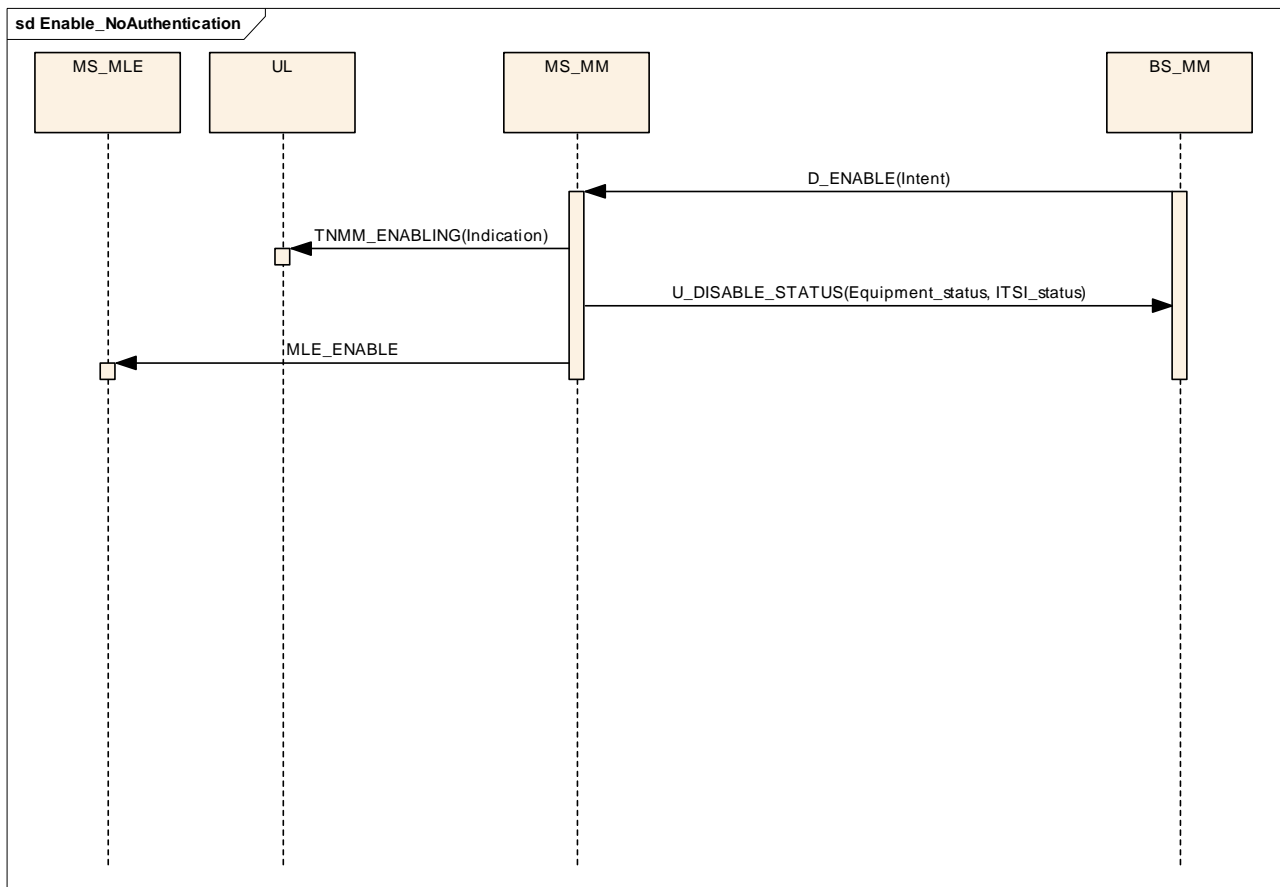 sd Enable_NoAuthentication
MS_MLE
UL
MS_MM
BS_MM
D_ENABLE(Intent)
TNMM_ENABLING(Indication)
U_DISABLE_STATUS(Equipment_status, ITSI_status)
MLE_ENABLE